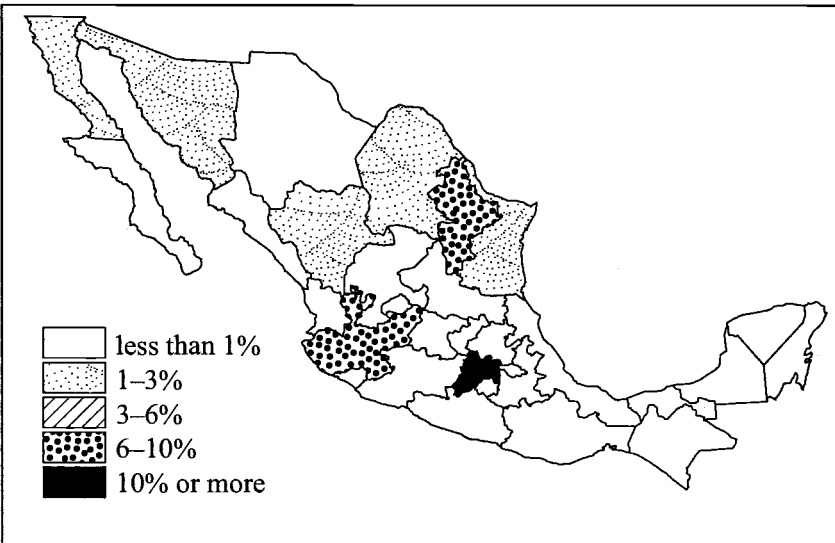 less than 1%
1–3%
3–6%
6–10%
10% or more